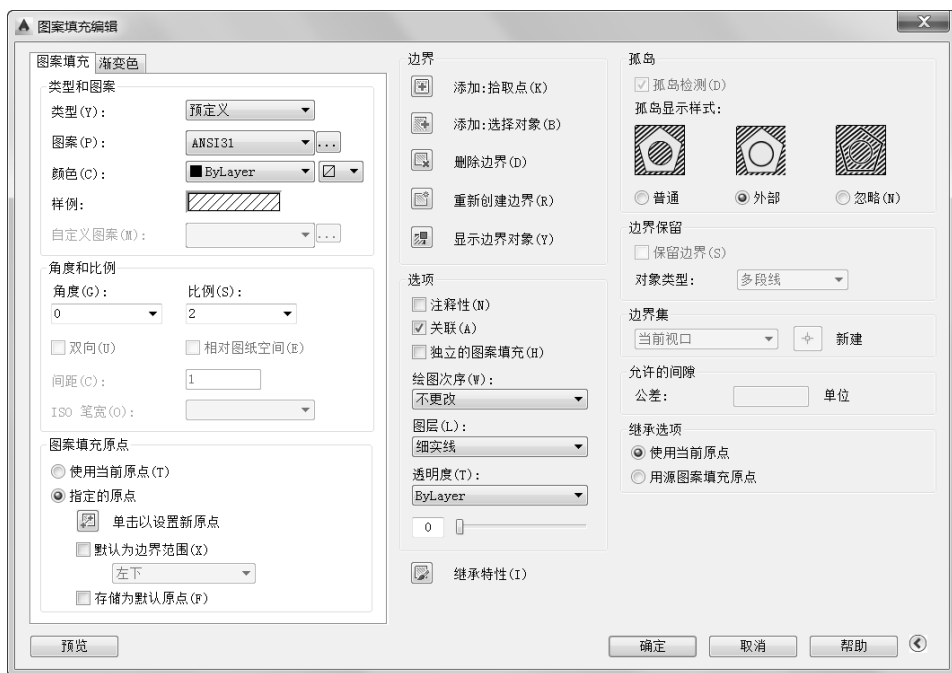 图案填充编辑
图案填充 渐变色
类型和图案
类型(Y): 预定义
图案(P): ANSI31 ...
颜色(C): ByLayer
样例:
自定义图案(M): ...
角度和比例
角度(G): 比例(S):
0 2
双向(U) 相对图纸空间(E)
间距(C): 1
ISO 笔宽(O):
图案填充原点
使用当前原点(T)
指定的原点
单击以设置新原点
默认为边界范围(X)
左下
存储为默认原点(F)
预览
边界
添加:拾取点(K)
添加:选择对象(B)
删除边界(D)
重新创建边界(R)
显示边界对象(Y)
选项
注释性(N)
关联(A)
独立的图案填充(H)
绘图次序(W):
不更改
图层(L):
细实线
透明度(T):
ByLayer
0
继承特性(I)
孤岛
孤岛检测(D)
孤岛显示样式:
普通 外部 忽略(N)
边界保留
保留边界(S)
对象类型: 多段线
边界集
当前视口 新建
允许的间隙
公差: 单位
继承选项
使用当前原点
用源图案填充原点
确定 取消 帮助